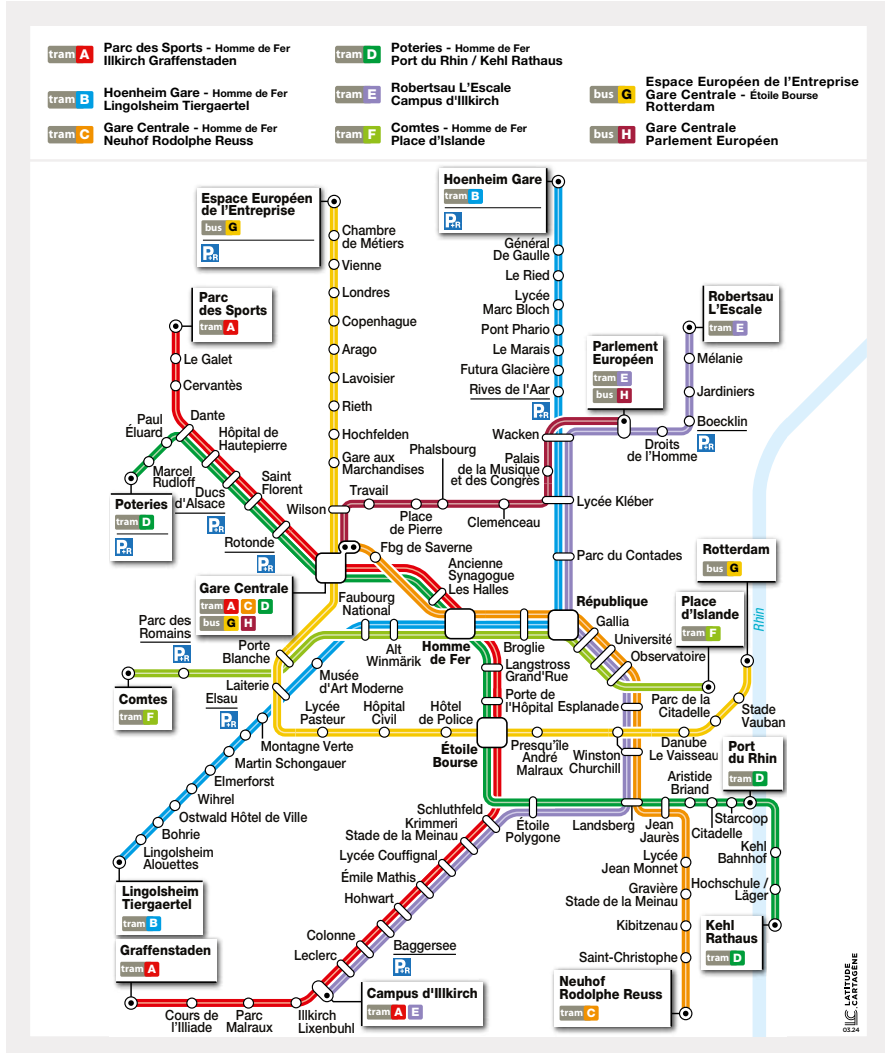 tram A Parc des Sports - Homme de Fer
Illkirch Graffenstaden
tram B Hoenheim Gare - Homme de Fer
Lingolsheim Tiergaertel
tram C Gare Centrale - Homme de Fer
Neuhof Rodolphe Reuss
tram D Poteries - Homme de Fer
Port du Rhin / Kehl Rathaus
tram E Robertsau L'Escale
Campus d'Illkirch
tram F Comtes - Homme de Fer
Place d'Islande
bus G Espace Européen de l'Entreprise
Gare Centrale - Étoile Bourse
Rotterdam
bus H Gare Centrale
Parlement Européen
Espace Européen
de l'Entreprise
bus G
P+R
Chambre
de Métiers
Vienne
Londres
Copenhague
Arago
Lavoisier
Rieth
Hochfelden
Gare aux
Marchandises
Wilson
Hoenheim Gare
tram B
P+R
Général
De Gaulle
Le Ried
Lycée
Marc Bloch
Pont Phario
Le Marais
Futura Glacière
Rives de l'Aar
P+R
Wacken
Palais
de la Musique
et des Congrès
Lycée Kléber
Parc du Contades
Parlement
Européen
tram E
bus H
Robertsau
L'Escale
tram E
Mélanie
Jardiniers
Boecklin
P+R
Droits
de l'Homme
Parc
des Sports
tram A
Le Galet
Cervantès
Dante
Paul
Éluard
Marcel
Rudloff
Poteries
tram D
P+R
Hôpital de
Hautepierre
Ducs
d'Alsace
P+R
Saint
Florent
Rotonde
P+R
Travail
Place
de Pierre
Phalsbourg
Clemenceau
Fbg de Saverne
Ancienne
Synagogue
Les Halles
Gare Centrale
tram A C D
bus G H
Faubourg
National
Alt
Winmärik
Homme
de Fer
Broglie
République
Gallia
Université
Observatoire
Rotterdam
bus G
Place
d'Islande
tram F
Rhin
Parc des
Romains
P+R
Porte
Blanche
Comtes
tram F
Laiterie
Elsau
P+R
Musée
d'Art Moderne
Montagne Verte
Martin Schongauer
Elmerforst
Wihrel
Ostwald Hôtel de Ville
Bohrie
Lingolsheim
Alouettes
Lingolsheim
Tiergaertel
tram B
Lycée
Pasteur
Hôpital
Civil
Hôtel
de Police
Étoile
Bourse
Langstross
Grand'Rue
Porte de
l'Hôpital
Presqu'île
André
Malraux
Esplanade
Winston
Churchill
Parc de la
Citadelle
Danube
Le Vaisseau
Stade
Vauban
Port
du Rhin
tram D
Aristide
Briand
Citadelle
Starcoop
Kehl
Bahnhof
Hochschule /
Läger
Kehl
Rathaus
tram D
Schluthfeld
Krimmeri
Stade de la Meinau
Lycée Couffignal
Émile Mathis
Hohwart
Colonne
Leclerc
Baggersee
P+R
Étoile
Polygone
Landsberg
Jean
Jaurès
Lycée
Jean Monnet
Gravière
Stade de la Meinau
Kibitzenau
Saint-Christophe
Neuhof
Rodolphe Reuss
tram C
Campus d'Illkirch
tram A E
Illkirch
Lixenbuhl
Parc
Malraux
Cours de
l'Illiade
Graffenstaden
tram A
LATITUDE
CARTAGÈNE
03.24